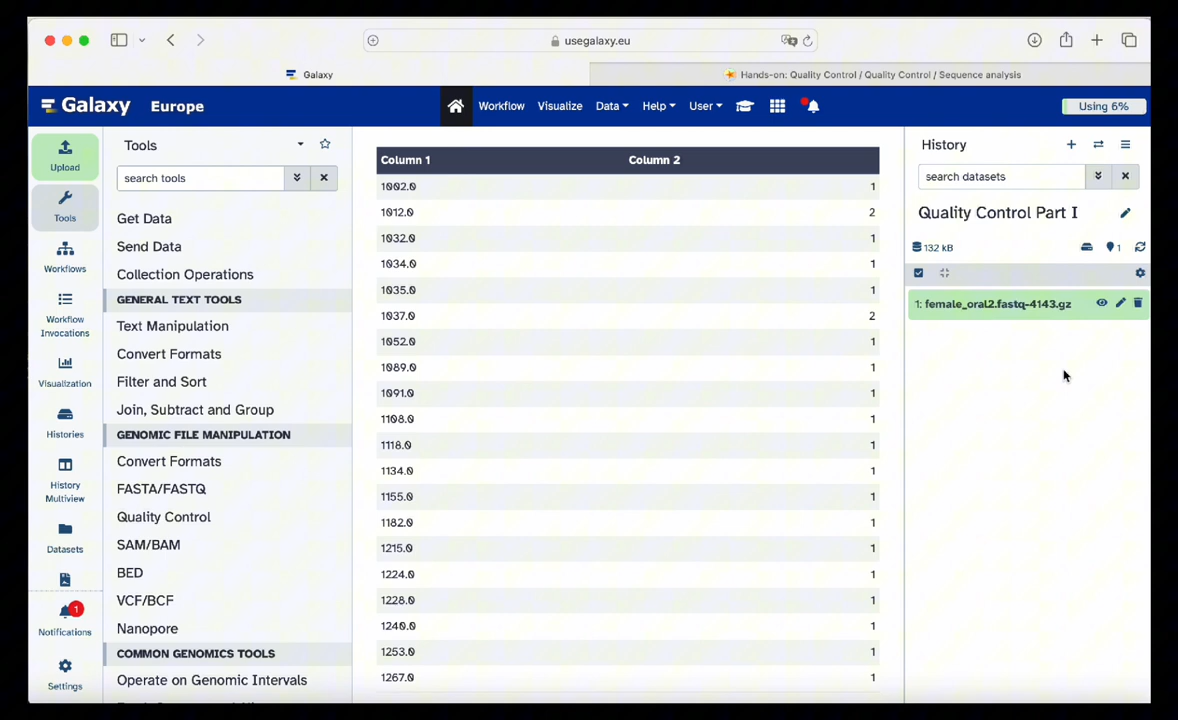 usegalaxy.eu
Galaxy
Hands-on: Quality Control / Quality Control / Sequence analysis
Galaxy Europe
Workflow Visualize Data Help User
Using 6%
Upload
Tools
Workflows
Workflow
Invocations
Visualization
Histories
History
Multiview
Datasets
1
Notifications
Settings
Tools
search tools
Get Data
Send Data
Collection Operations
GENERAL TEXT TOOLS
Text Manipulation
Convert Formats
Filter and Sort
Join, Subtract and Group
GENOMIC FILE MANIPULATION
Convert Formats
FASTA/FASTQ
Quality Control
SAM/BAM
BED
VCF/BCF
Nanopore
COMMON GENOMICS TOOLS
Operate on Genomic Intervals
Column 1 Column 2
1002.0 1
1012.0 2
1032.0 1
1034.0 1
1035.0 1
1037.0 2
1052.0 1
1089.0 1
1091.0 1
1108.0 1
1118.0 1
1134.0 1
1155.0 1
1182.0 1
1215.0 1
1224.0 1
1228.0 1
1240.0 1
1253.0 1
1267.0 1
History
search datasets
Quality Control Part I
132 kB
1
1: female_oral2.fastq-4143.gz